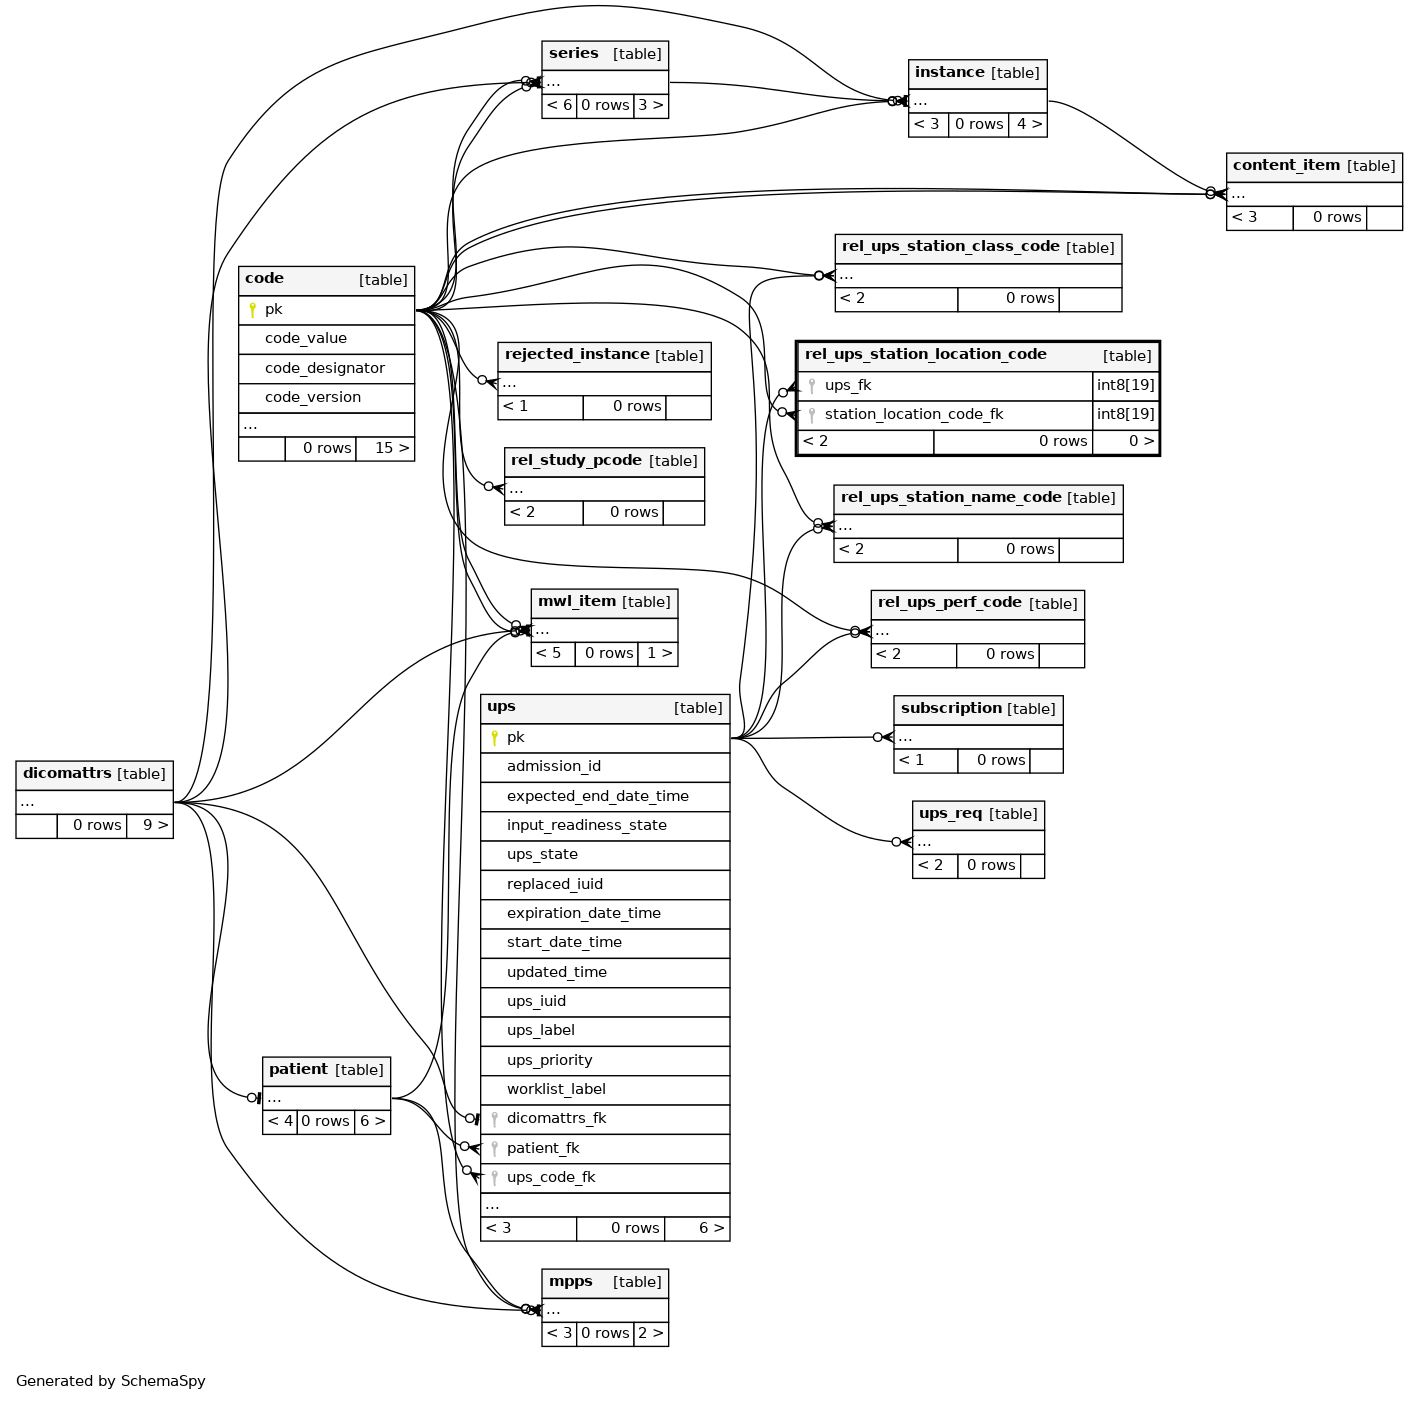 series [table]
...
< 6 0 rows 3 >
instance [table]
...
< 3 0 rows 4 >
content_item [table]
...
< 3 0 rows
rel_ups_station_class_code [table]
...
< 2 0 rows
code [table]
pk
code_value
code_designator
code_version
...
0 rows 15 >
rejected_instance [table]
...
< 1 0 rows
rel_ups_station_location_code [table]
ups_fk int8[19]
station_location_code_fk int8[19]
< 2 0 rows 0 >
rel_study_pcode [table]
...
< 2 0 rows
rel_ups_station_name_code [table]
...
< 2 0 rows
mwl_item [table]
...
< 5 0 rows 1 >
rel_ups_perf_code [table]
...
< 2 0 rows
ups [table]
pk
admission_id
expected_end_date_time
input_readiness_state
ups_state
replaced_iuid
expiration_date_time
start_date_time
updated_time
ups_iuid
ups_label
ups_priority
worklist_label
dicomattrs_fk
patient_fk
ups_code_fk
...
< 3 0 rows 6 >
subscription [table]
...
< 1 0 rows
dicomattrs [table]
...
0 rows 9 >
ups_req [table]
...
< 2 0 rows
patient [table]
...
< 4 0 rows 6 >
mpps [table]
...
< 3 0 rows 2 >
Generated by SchemaSpy